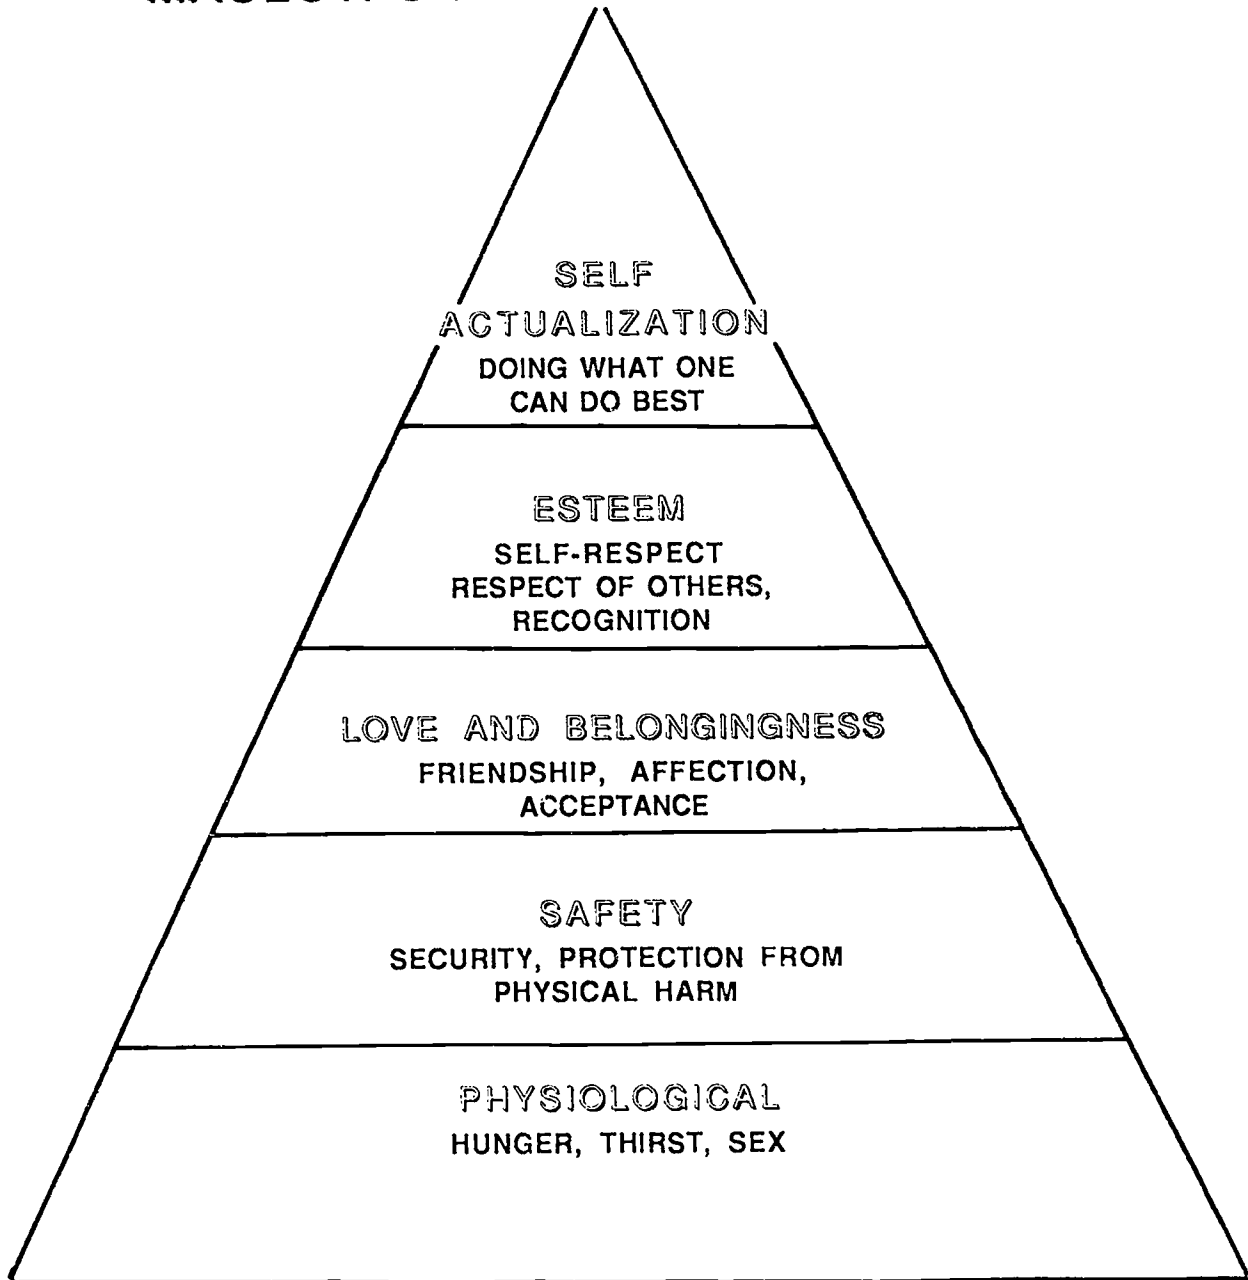 SELF
ACTUALIZATION
DOING WHAT ONE
CAN DO BEST
ESTEEM
SELF-RESPECT
RESPECT OF OTHERS,
RECOGNITION
LOVE AND BELONGINGNESS
FRIENDSHIP, AFFECTION,
ACCEPTANCE
SAFETY
SECURITY, PROTECTION FROM
PHYSICAL HARM
PHYSIOLOGICAL
HUNGER, THIRST, SEX